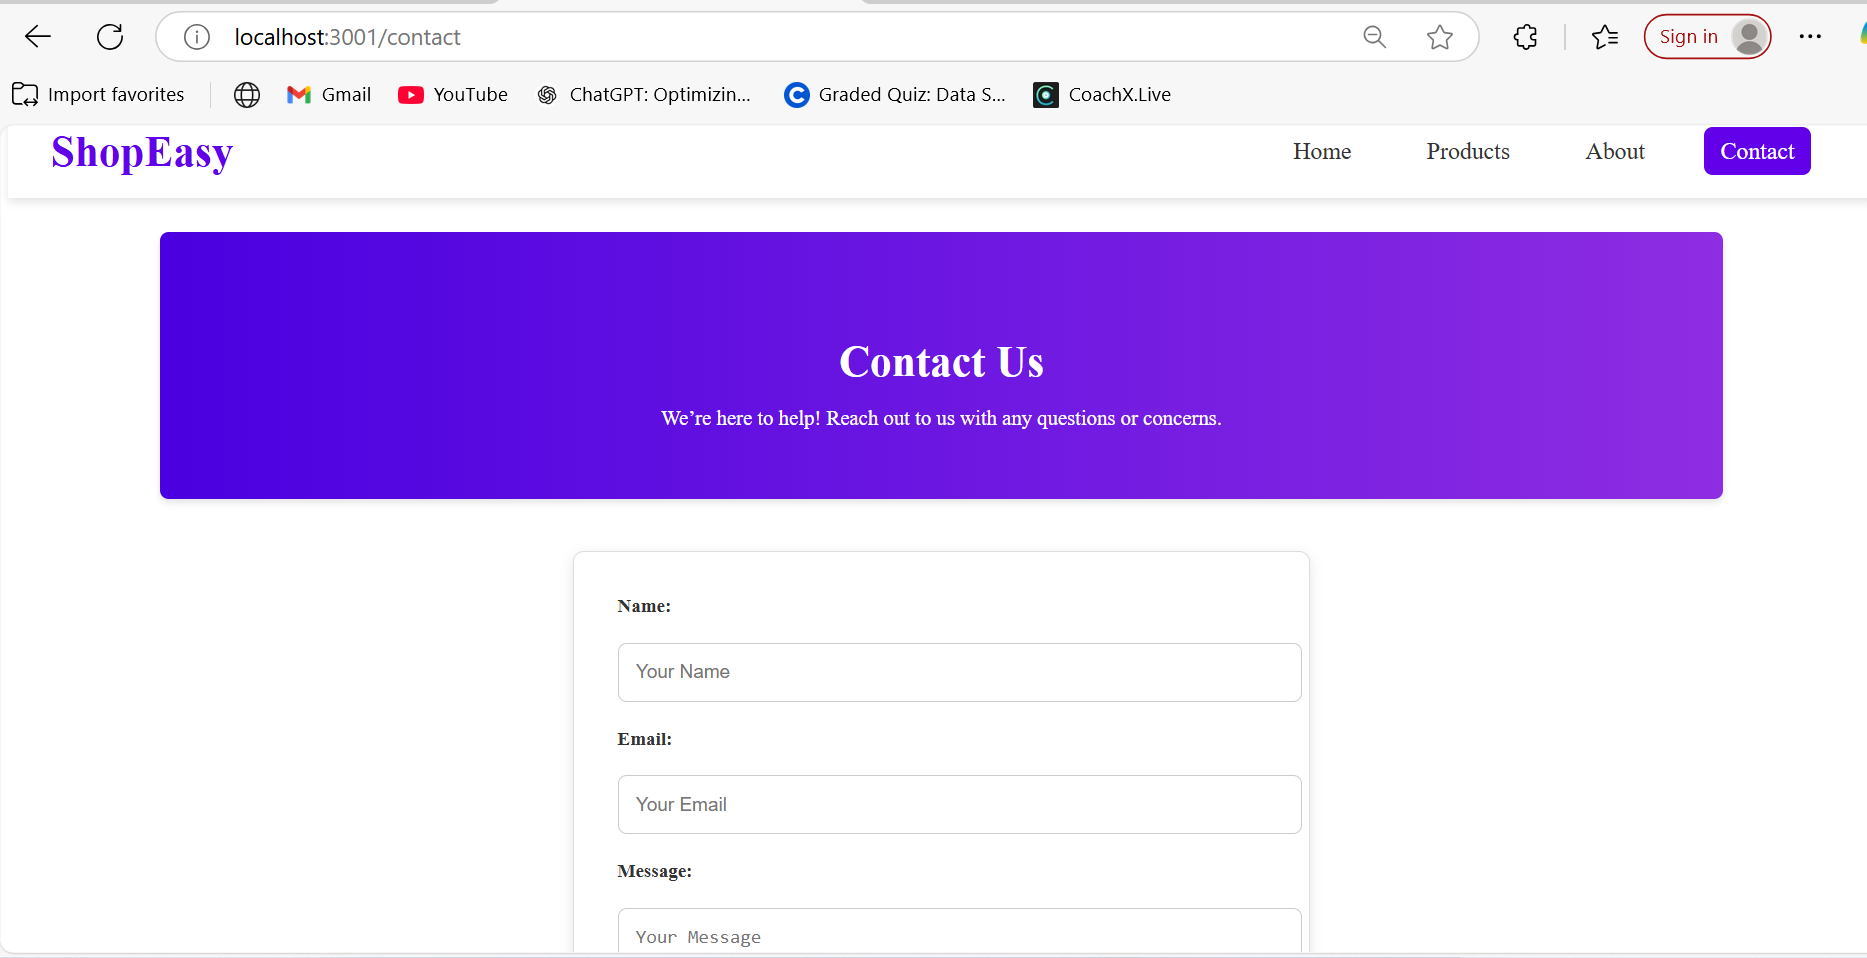 localhost:3001/contact
Sign in
Import favorites
Gmail
YouTube
ChatGPT: Optimizin...
Graded Quiz: Data S...
CoachX.Live
ShopEasy
Home
Products
About
Contact
Contact Us
We’re here to help! Reach out to us with any questions or concerns.
Name:
Your Name
Email:
Your Email
Message:
Your Message